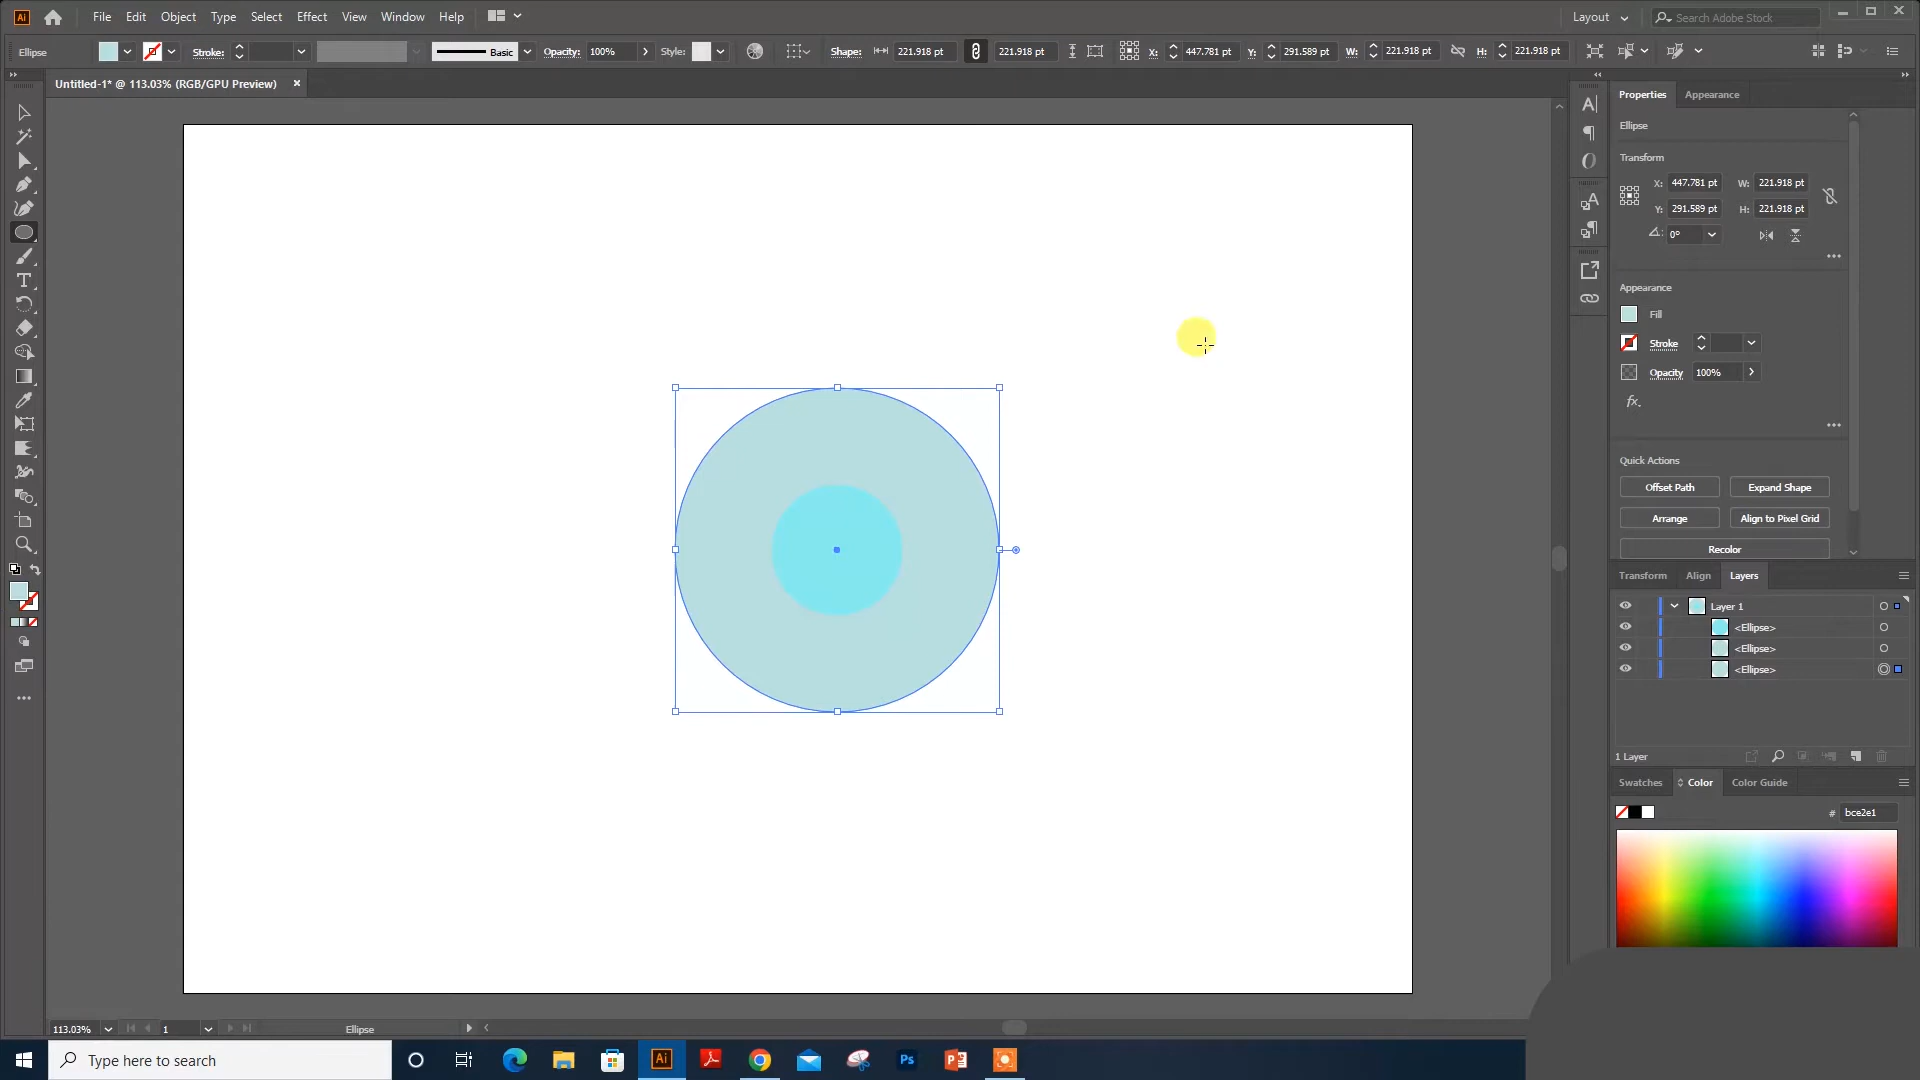 Ai File Edit Object Type Select Effect View Window Help Layout Search Adobe Stock
Ellipse Stroke: Basic Opacity: 100% Style: Shape: 221.918 pt 221.918 pt X: 447.781 pt Y: 291.589 pt W: 221.918 pt H: 221.918 pt
Untitled-1* @ 113.03% (RGB/GPU Preview) ×
Properties Appearance
Ellipse
Transform
X: 447.781 pt W: 221.918 pt
Y: 291.589 pt H: 221.918 pt
0°
Appearance
Fill
Stroke
Opacity 100%
fx.
Quick Actions
Offset Path Expand Shape
Arrange Align to Pixel Grid
Recolor
Transform Align Layers
Layer 1
<Ellipse>
<Ellipse>
<Ellipse>
1 Layer
Swatches Color Color Guide
# bce2e1
113.03% 1 Ellipse
Type here to search Ai Ps